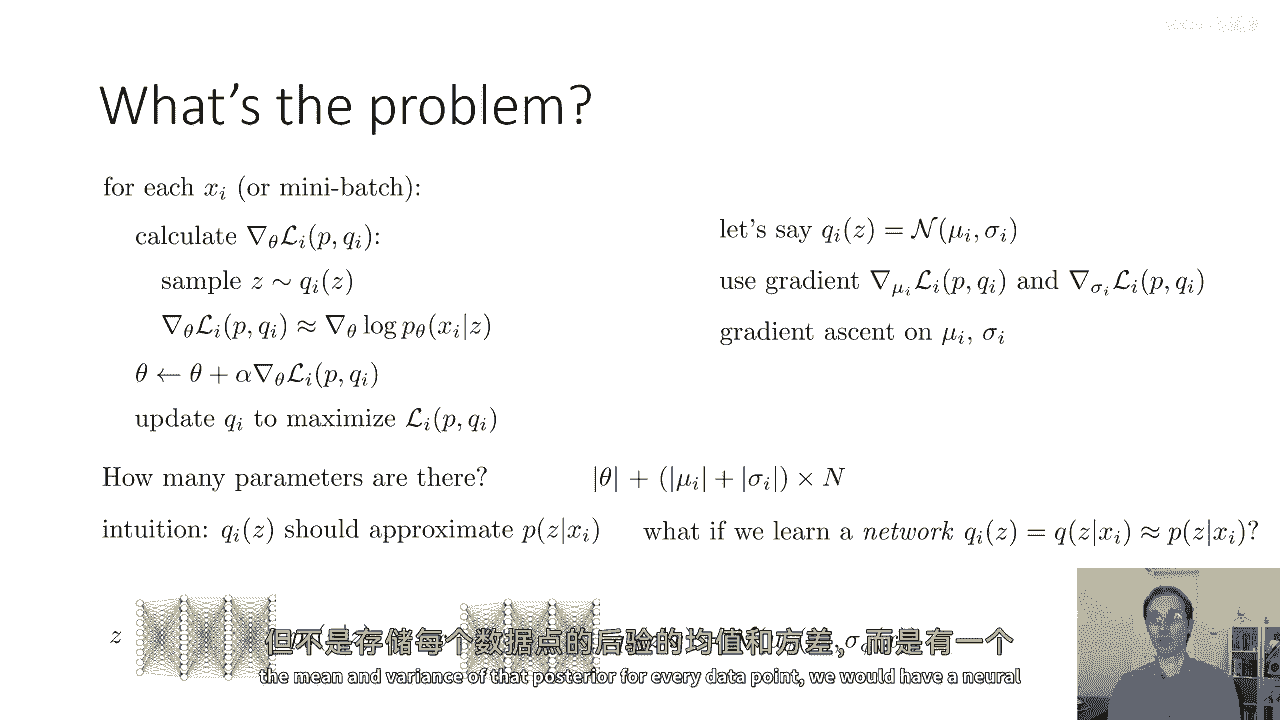 What's the problem?
for each $x_i$ (or mini-batch):
calculate $\nabla_\theta \mathcal{L}_i(p, q_i)$:
sample $z \sim q_i(z)$
$\nabla_\theta \mathcal{L}_i(p, q_i) \approx \nabla_\theta \log p_\theta(x_i|z)$
$\theta \leftarrow \theta + \alpha \nabla_\theta \mathcal{L}_i(p, q_i)$
update $q_i$ to maximize $\mathcal{L}_i(p, q_i)$
let's say $q_i(z) = \mathcal{N}(\mu_i, \sigma_i)$
use gradient $\nabla_{\mu_i} \mathcal{L}_i(p, q_i)$ and $\nabla_{\sigma_i} \mathcal{L}_i(p, q_i)$
gradient ascent on $\mu_i$, $\sigma_i$
How many parameters are there? $|\theta| + (|\mu_i| + |\sigma_i|) \times N$
intuition: $q_i(z)$ should approximate $p(z|x_i)$ what if we learn a network $q_i(z) = q(z|x_i) \approx p(z|x_i)$?
z
但不是存储每个数据点的后验的均值和方差，而是有一个
the mean and variance of that posterior for every data point, we would have a neural